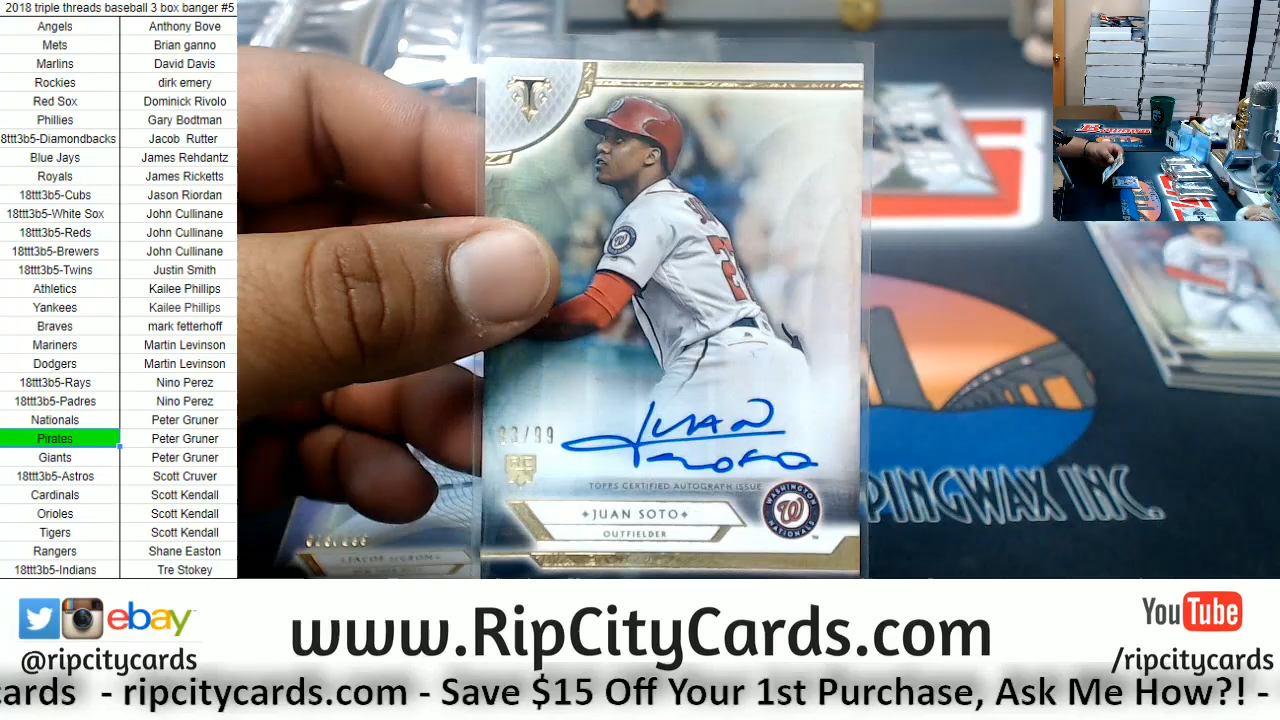 2018 triple threads baseball 3 box banger #5
Angels Anthony Bove
Mets Brian ganno
Marlins David Davis
Rockies dirk emery
Red Sox Dominick Rivolo
Phillies Gary Bodtman
8ttt3b5-Diamondbacks Jacob Rutter
Blue Jays James Rehdantz
Royals James Ricketts
18ttt3b5-Cubs Jason Riordan
18ttt3b5-White Sox John Cullinane
18ttt3b5-Reds John Cullinane
18ttt3b5-Brewers John Cullinane
18ttt3b5-Twins Justin Smith
Athletics Kailee Phillips
Yankees Kailee Phillips
Braves mark fetterhoff
Mariners Martin Levinson
Dodgers Martin Levinson
18ttt3b5-Rays Nino Perez
18ttt3b5-Padres Nino Perez
Nationals Peter Gruner
Pirates Peter Gruner
Giants Peter Gruner
18ttt3b5-Astros Scott Cruver
Cardinals Scott Kendall
Orioles Scott Kendall
Tigers Scott Kendall
Rangers Shane Easton
18ttt3b5-Indians Tre Stokey
T
W
Juan Soto
/99
RC
TOPPS CERTIFIED AUTOGRAPH ISSUE
JUAN SOTO
OUTFIELDER
WASHINGTON
W
NATIONALS
PINGWAX INC.
ebay
@ripcitycards
www.RipCityCards.com
YouTube
/ripcitycards
cards - ripcitycards.com - Save $15 Off Your 1st Purchase, Ask Me How?! -